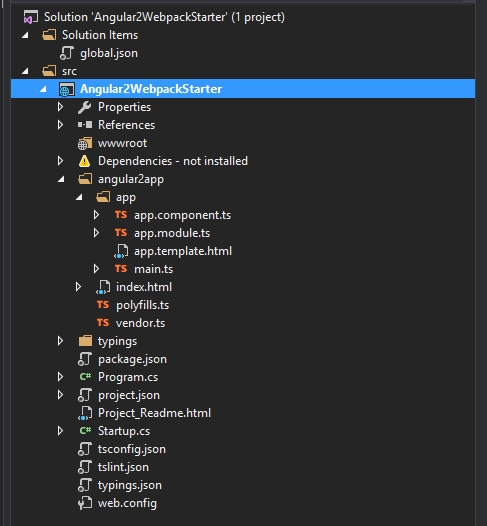 Solution 'Angular2WebpackStarter' (1 project)
Solution Items
global.json
src
Angular2WebpackStarter
Properties
References
wwwroot
Dependencies - not installed
angular2app
app
TS app.component.ts
TS app.module.ts
app.template.html
TS main.ts
index.html
TS polyfills.ts
TS vendor.ts
typings
package.json
C# Program.cs
project.json
Project_Readme.html
C# Startup.cs
tsconfig.json
tslint.json
typings.json
web.config